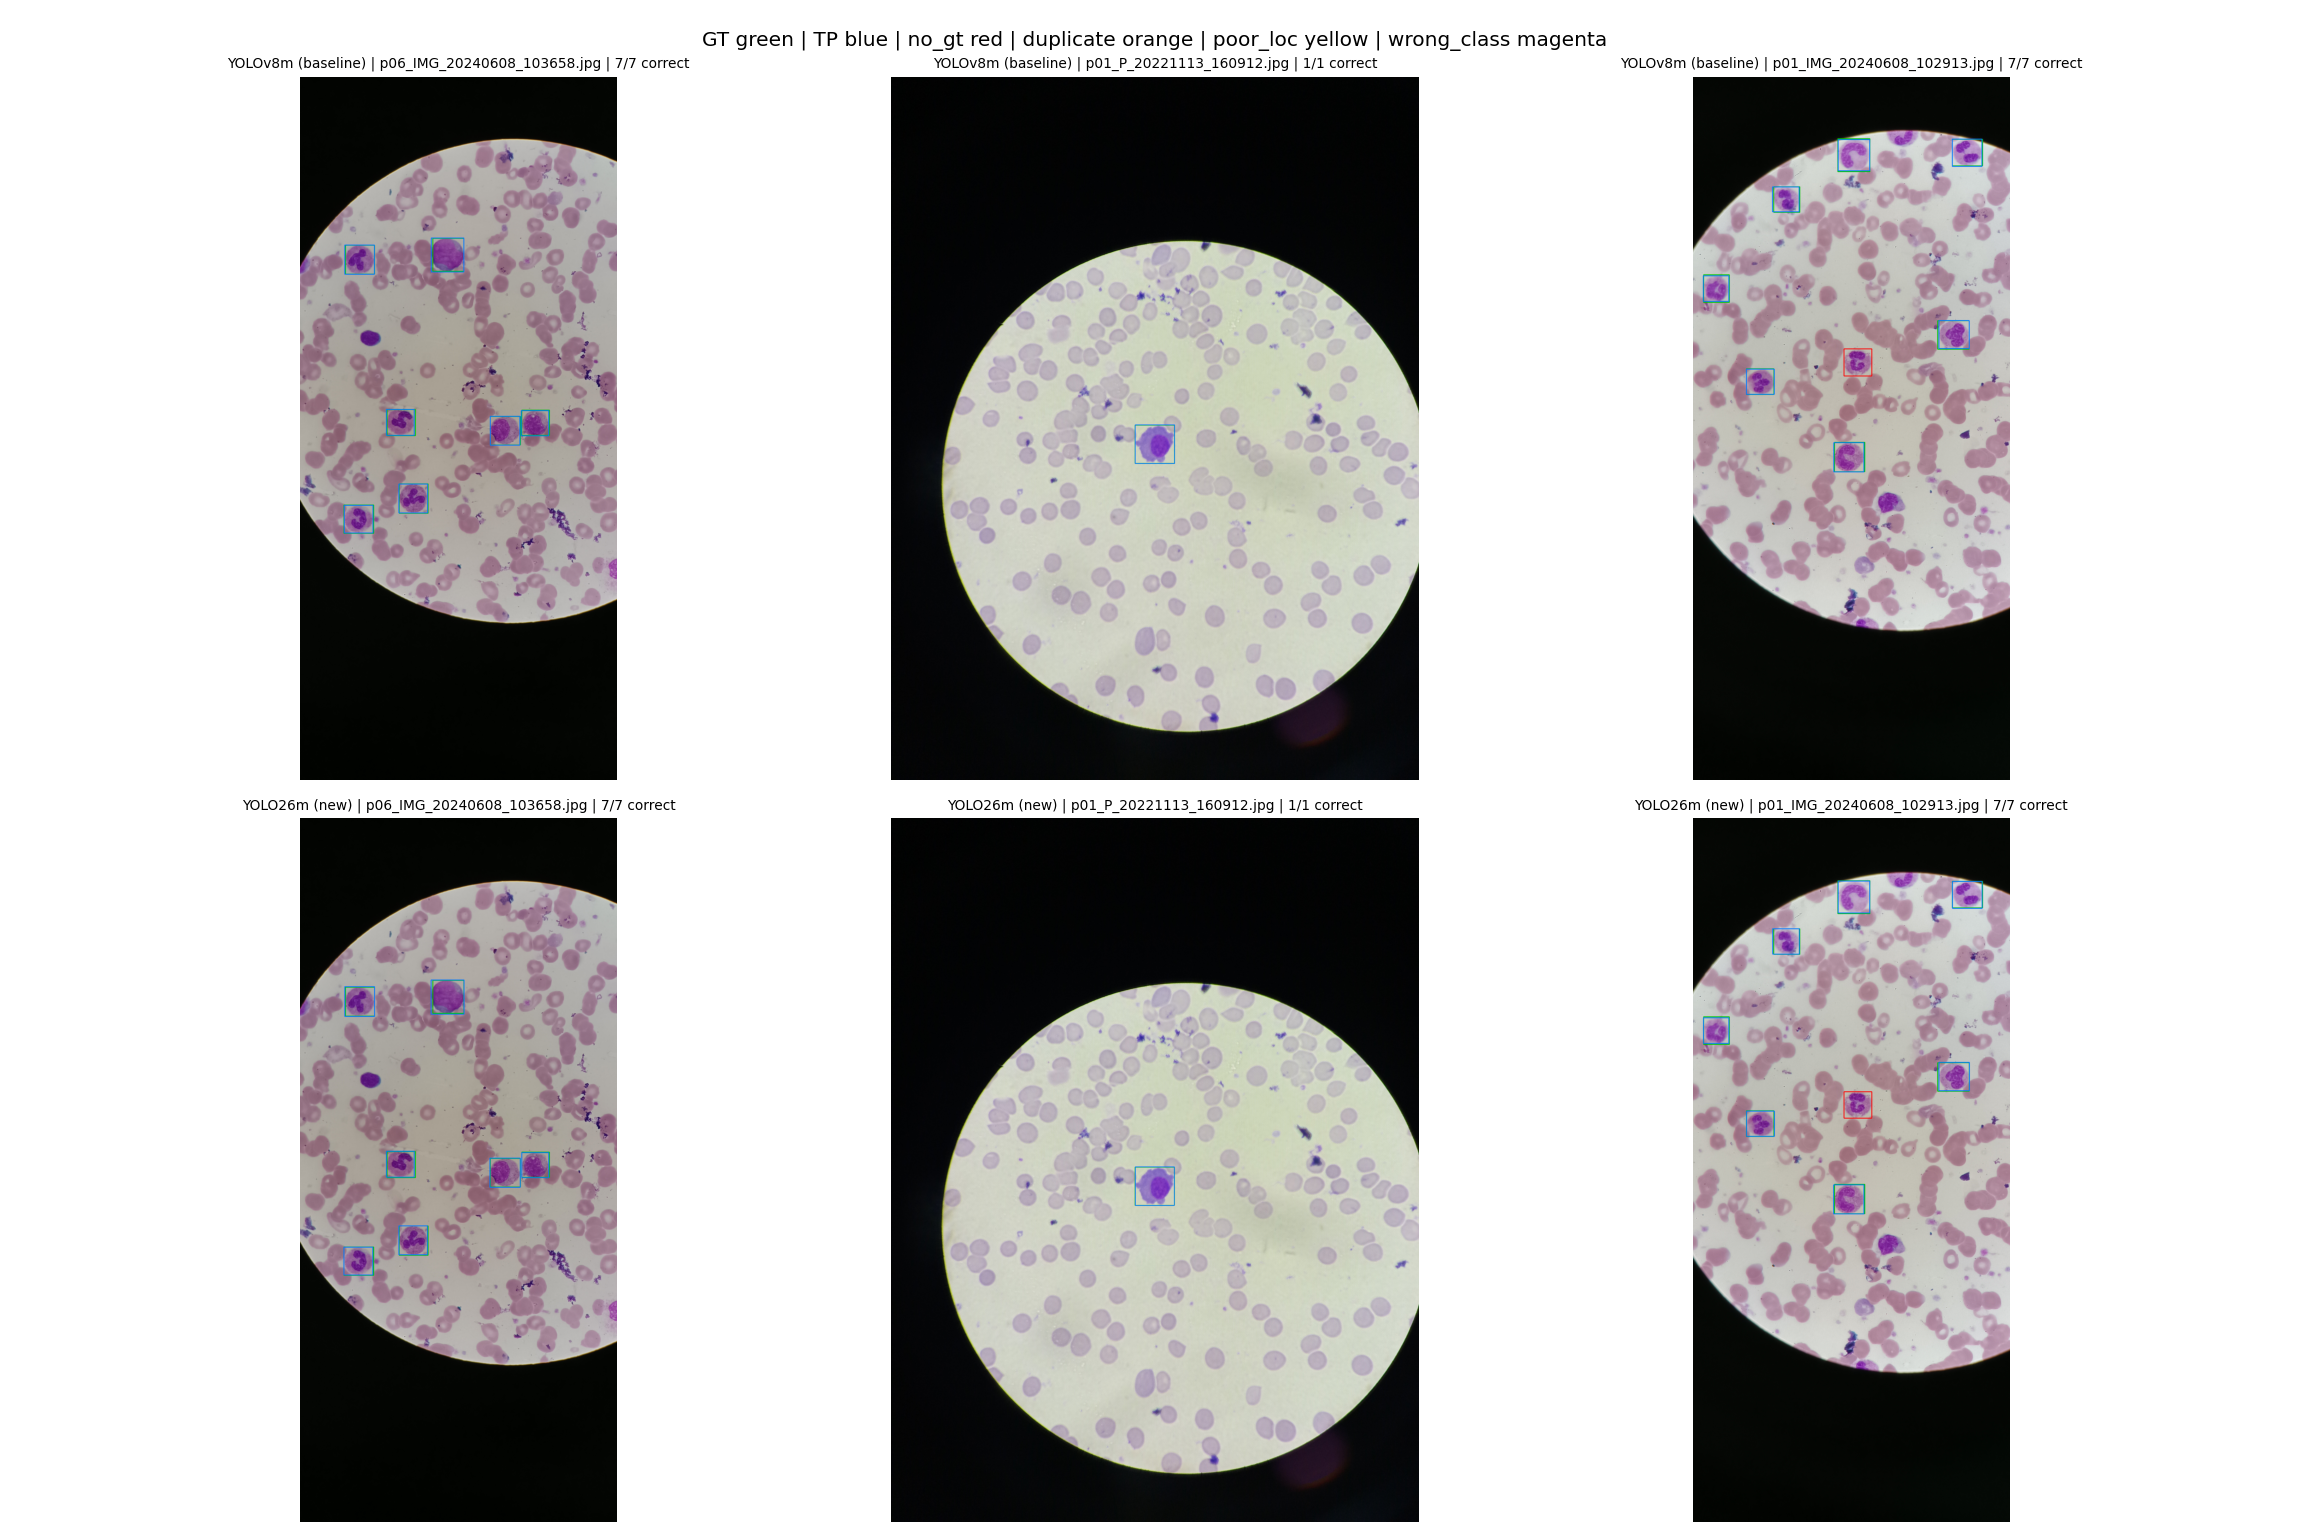 GT green | TP blue | no_gt red | duplicate orange | poor_loc yellow | wrong_class magenta
YOLOv8m (baseline) | p06_IMG_20240608_103658.jpg | 7/7 correct
YOLOv8m (baseline) | p01_P_20221113_160912.jpg | 1/1 correct
YOLOv8m (baseline) | p01_IMG_20240608_102913.jpg | 7/7 correct
YOLO26m (new) | p06_IMG_20240608_103658.jpg | 7/7 correct
YOLO26m (new) | p01_P_20221113_160912.jpg | 1/1 correct
YOLO26m (new) | p01_IMG_20240608_102913.jpg | 7/7 correct